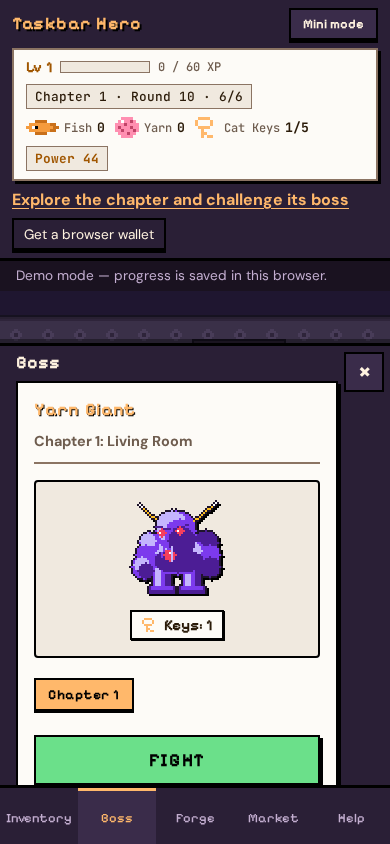 Taskbar Hero
Mini mode
Lv 1 0 / 60 XP
Chapter 1 · Round 10 · 6/6
Fish 0 Yarn 0 Cat Keys 1/5
Power 44
Explore the chapter and challenge its boss
Get a browser wallet
Demo mode — progress is saved in this browser.
Boss
×
Yarn Giant
Chapter 1: Living Room
Keys: 1
Chapter 1
FIGHT
Inventory Boss Forge Market Help